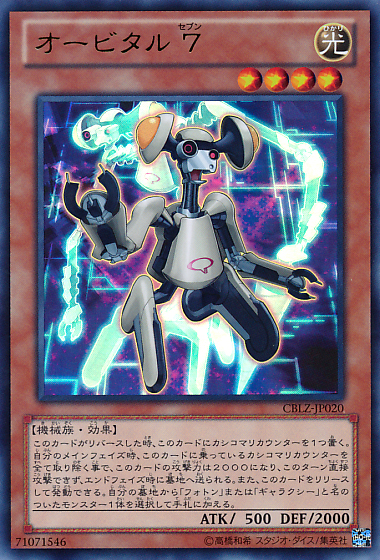 セブン
オービタル 7
ひかり
光
CBLZ-JP020
【機械族・効果】
このカードがリバースした時、このカードにカシコマリカウンターを1つ置く。
自分のメインフェイズ時、このカードに乗っているカシコマリカウンターを
全て取り除く事で、このカードの攻撃力は2000になり、このターン直接
攻撃できず、エンドフェイズ時に墓地へ送られる。また、このカードをリリース
して発動できる。自分の墓地から「フォトン」または「ギャラクシー」と名の
ついたモンスター1体を選択して手札に加える。
ATK/ 500 DEF/2000
71071546
©高橋和希 スタジオ・ダイス/集英社